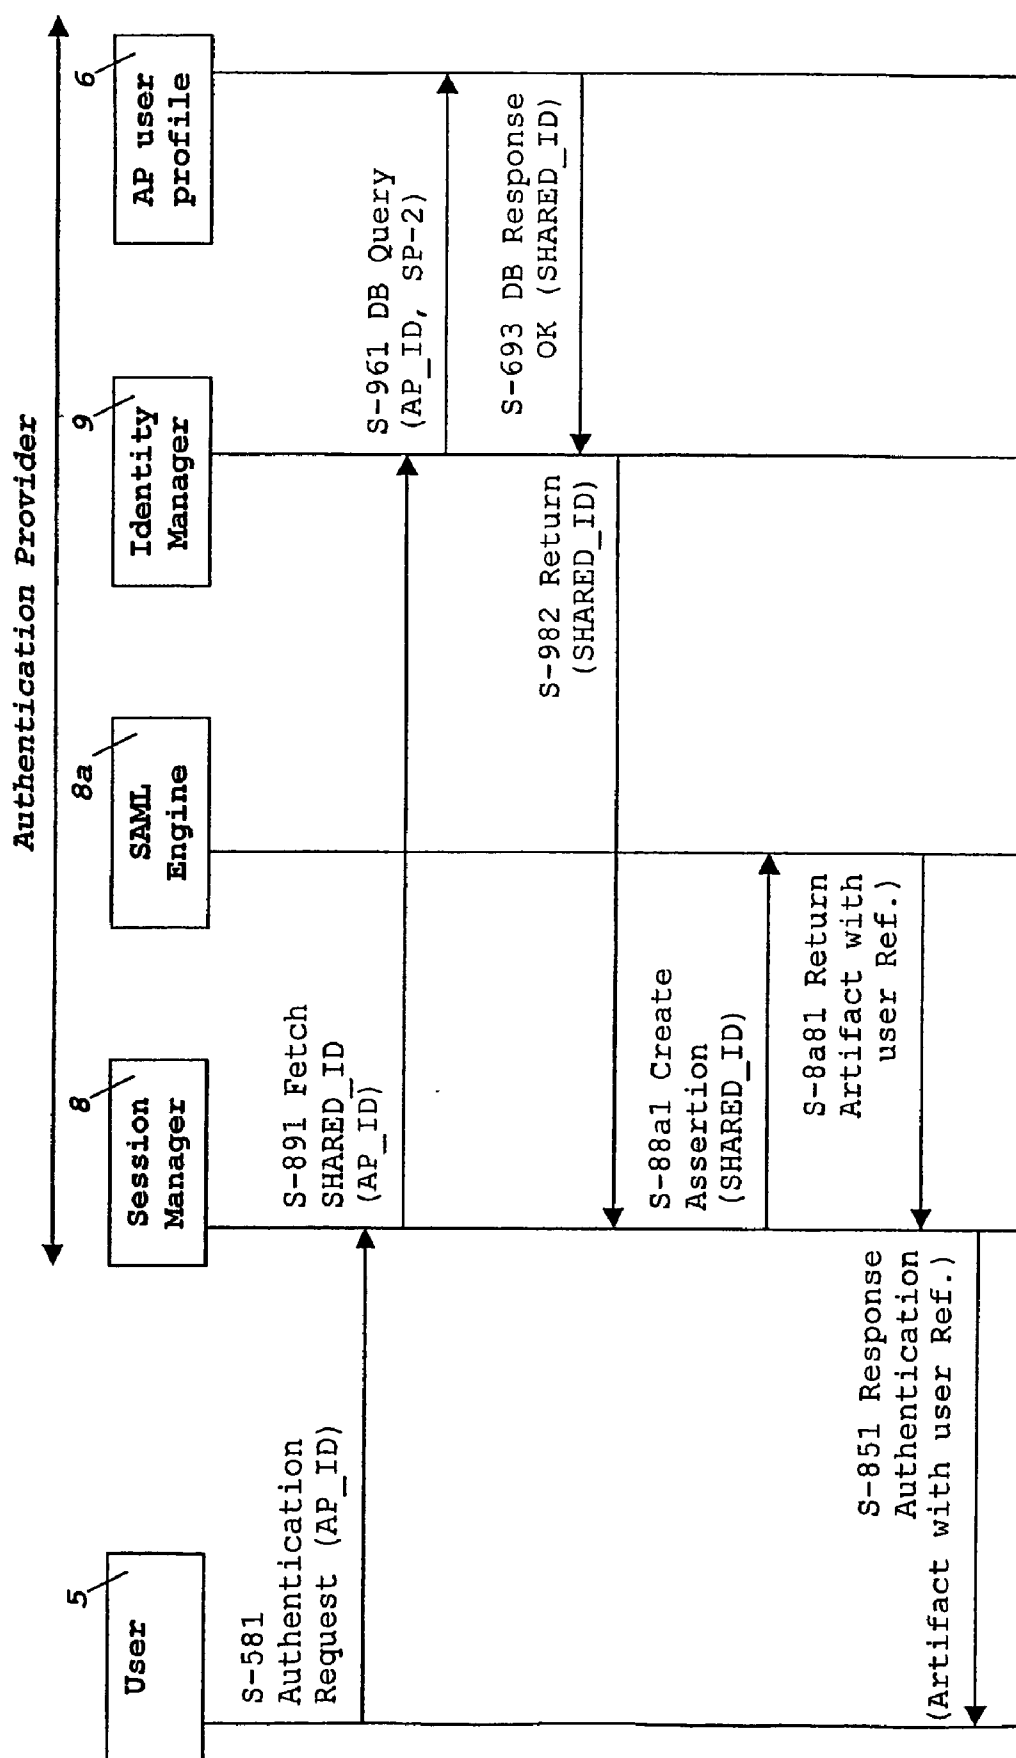 Authentication Provider
5
User
8
Session
Manager
8a
SAML
Engine
9
Identity
Manager
6
AP user
profile
S-581
Authentication
Request (AP_ID)
S-891 Fetch
SHARED_ID
(AP_ID)
S-961 DB Query
(AP_ID, SP-2)
S-693 DB Response
OK (SHARED_ID)
S-982 Return
(SHARED_ID)
S-88a1 Create
Assertion
(SHARED_ID)
S-8a81 Return
Artifact with
user Ref.)
S-851 Response
Authentication
(Artifact with user Ref.)